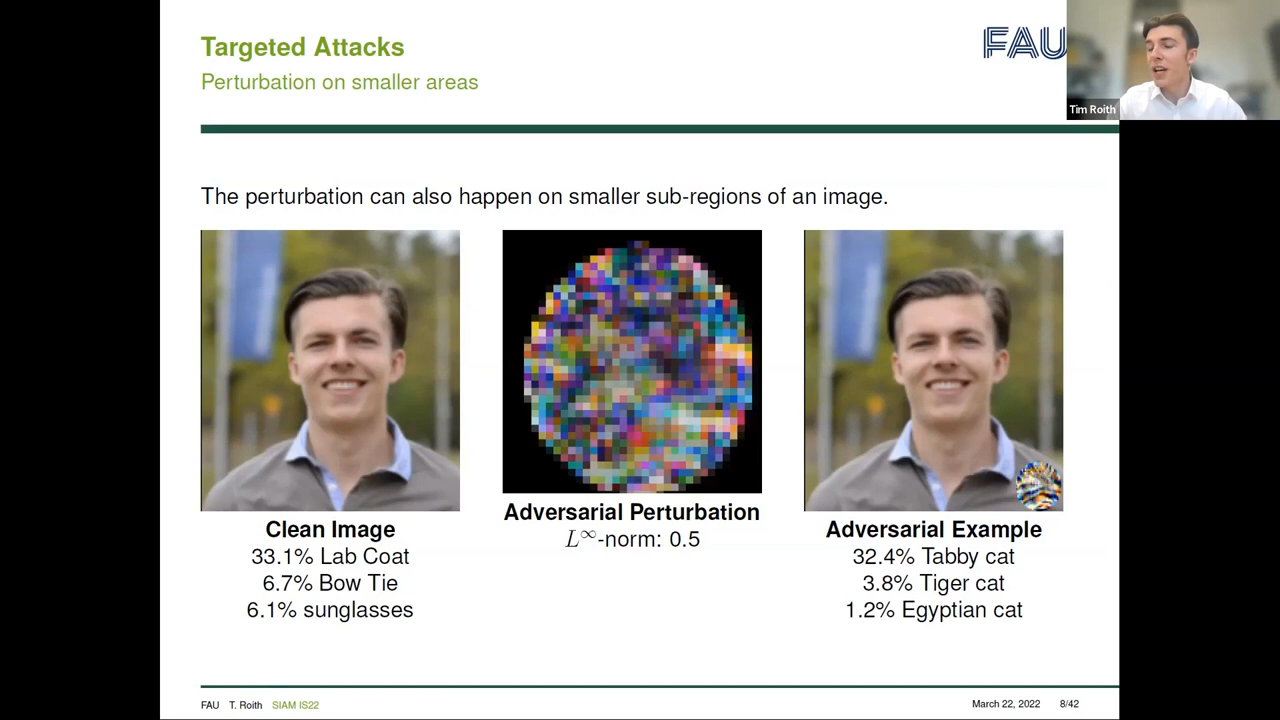 Targeted Attacks
Perturbation on smaller areas
FAU
Tim Roith
The perturbation can also happen on smaller sub-regions of an image.
Clean Image
33.1% Lab Coat
6.7% Bow Tie
6.1% sunglasses
Adversarial Perturbation
L∞-norm: 0.5
Adversarial Example
32.4% Tabby cat
3.8% Tiger cat
1.2% Egyptian cat
FAU T. Roith SIAM IS22 March 22, 2022 8/42